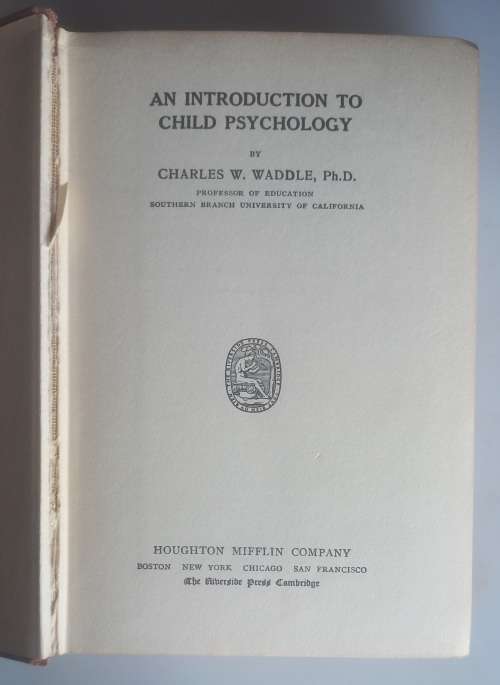 AN INTRODUCTION TO
CHILD PSYCHOLOGY
BY
CHARLES W. WADDLE, Ph.D.
PROFESSOR OF EDUCATION
SOUTHERN BRANCH UNIVERSITY OF CALIFORNIA
HOUGHTON MIFFLIN COMPANY
BOSTON NEW YORK CHICAGO SAN FRANCISCO
The Riverside Press Cambridge